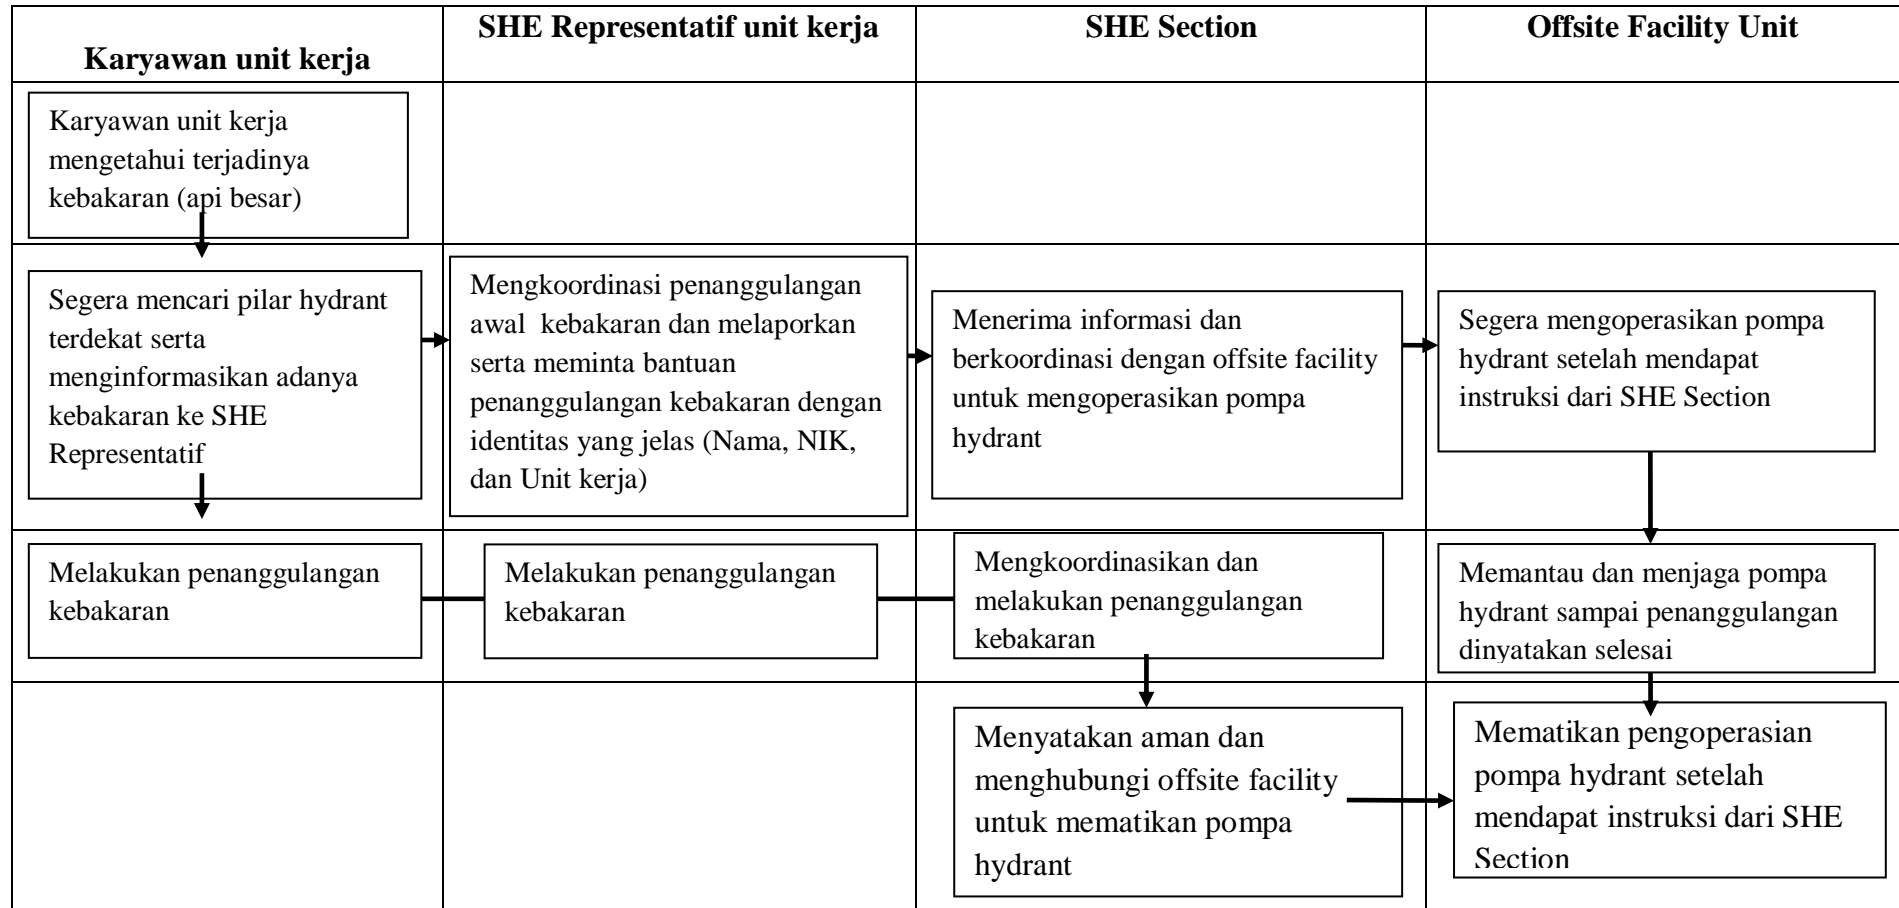 Karyawan unit kerja
SHE Representatif unit kerja
SHE Section
Offsite Facility Unit
Karyawan unit kerja
mengetahui terjadinya
kebakaran (api besar)
Segera mencari pilar hydrant
terdekat serta
menginformasikan adanya
kebakaran ke SHE
Representatif
Mengkoordinasi penanggulangan
awal kebakaran dan melaporkan
serta meminta bantuan
penanggulangan kebakaran dengan
identitas yang jelas (Nama, NIK,
dan Unit kerja)
Menerima informasi dan
berkoordinasi dengan offsite facility
untuk mengoperasikan pompa
hydrant
Segera mengoperasikan pompa
hydrant setelah mendapat
instruksi dari SHE Section
Melakukan penanggulangan
kebakaran
Melakukan penanggulangan
kebakaran
Mengkoordinasikan dan
melakukan penanggulangan
kebakaran
Memantau dan menjaga pompa
hydrant sampai penanggulangan
dinyatakan selesai
Menyatakan aman dan
menghubungi offsite facility
untuk mematikan pompa
hydrant
Mematikan pengoperasian
pompa hydrant setelah
mendapat instruksi dari SHE
Section